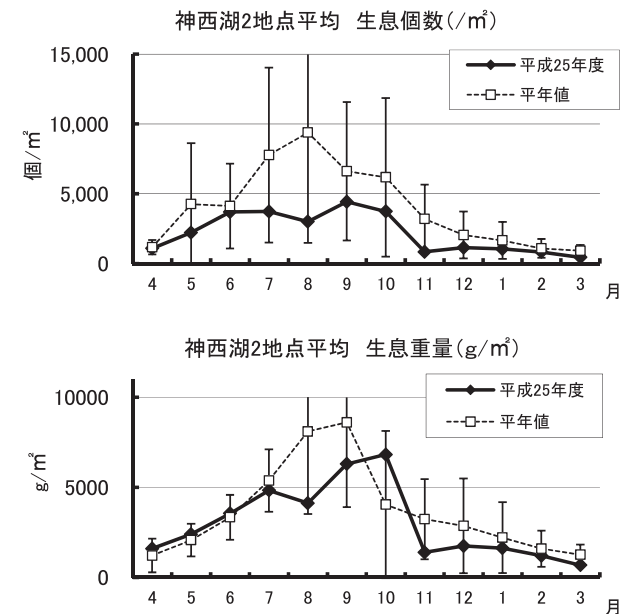 神西湖2地点平均 生息個数(/㎡)
15,000
10,000
5,000
0
個/㎡
平成25年度
平年値
4 5 6 7 8 9 10 11 12 1 2 3 月
神西湖2地点平均 生息重量(g/㎡)
10000
5000
0
g/㎡
平成25年度
平年値
4 5 6 7 8 9 10 11 12 1 2 3 月